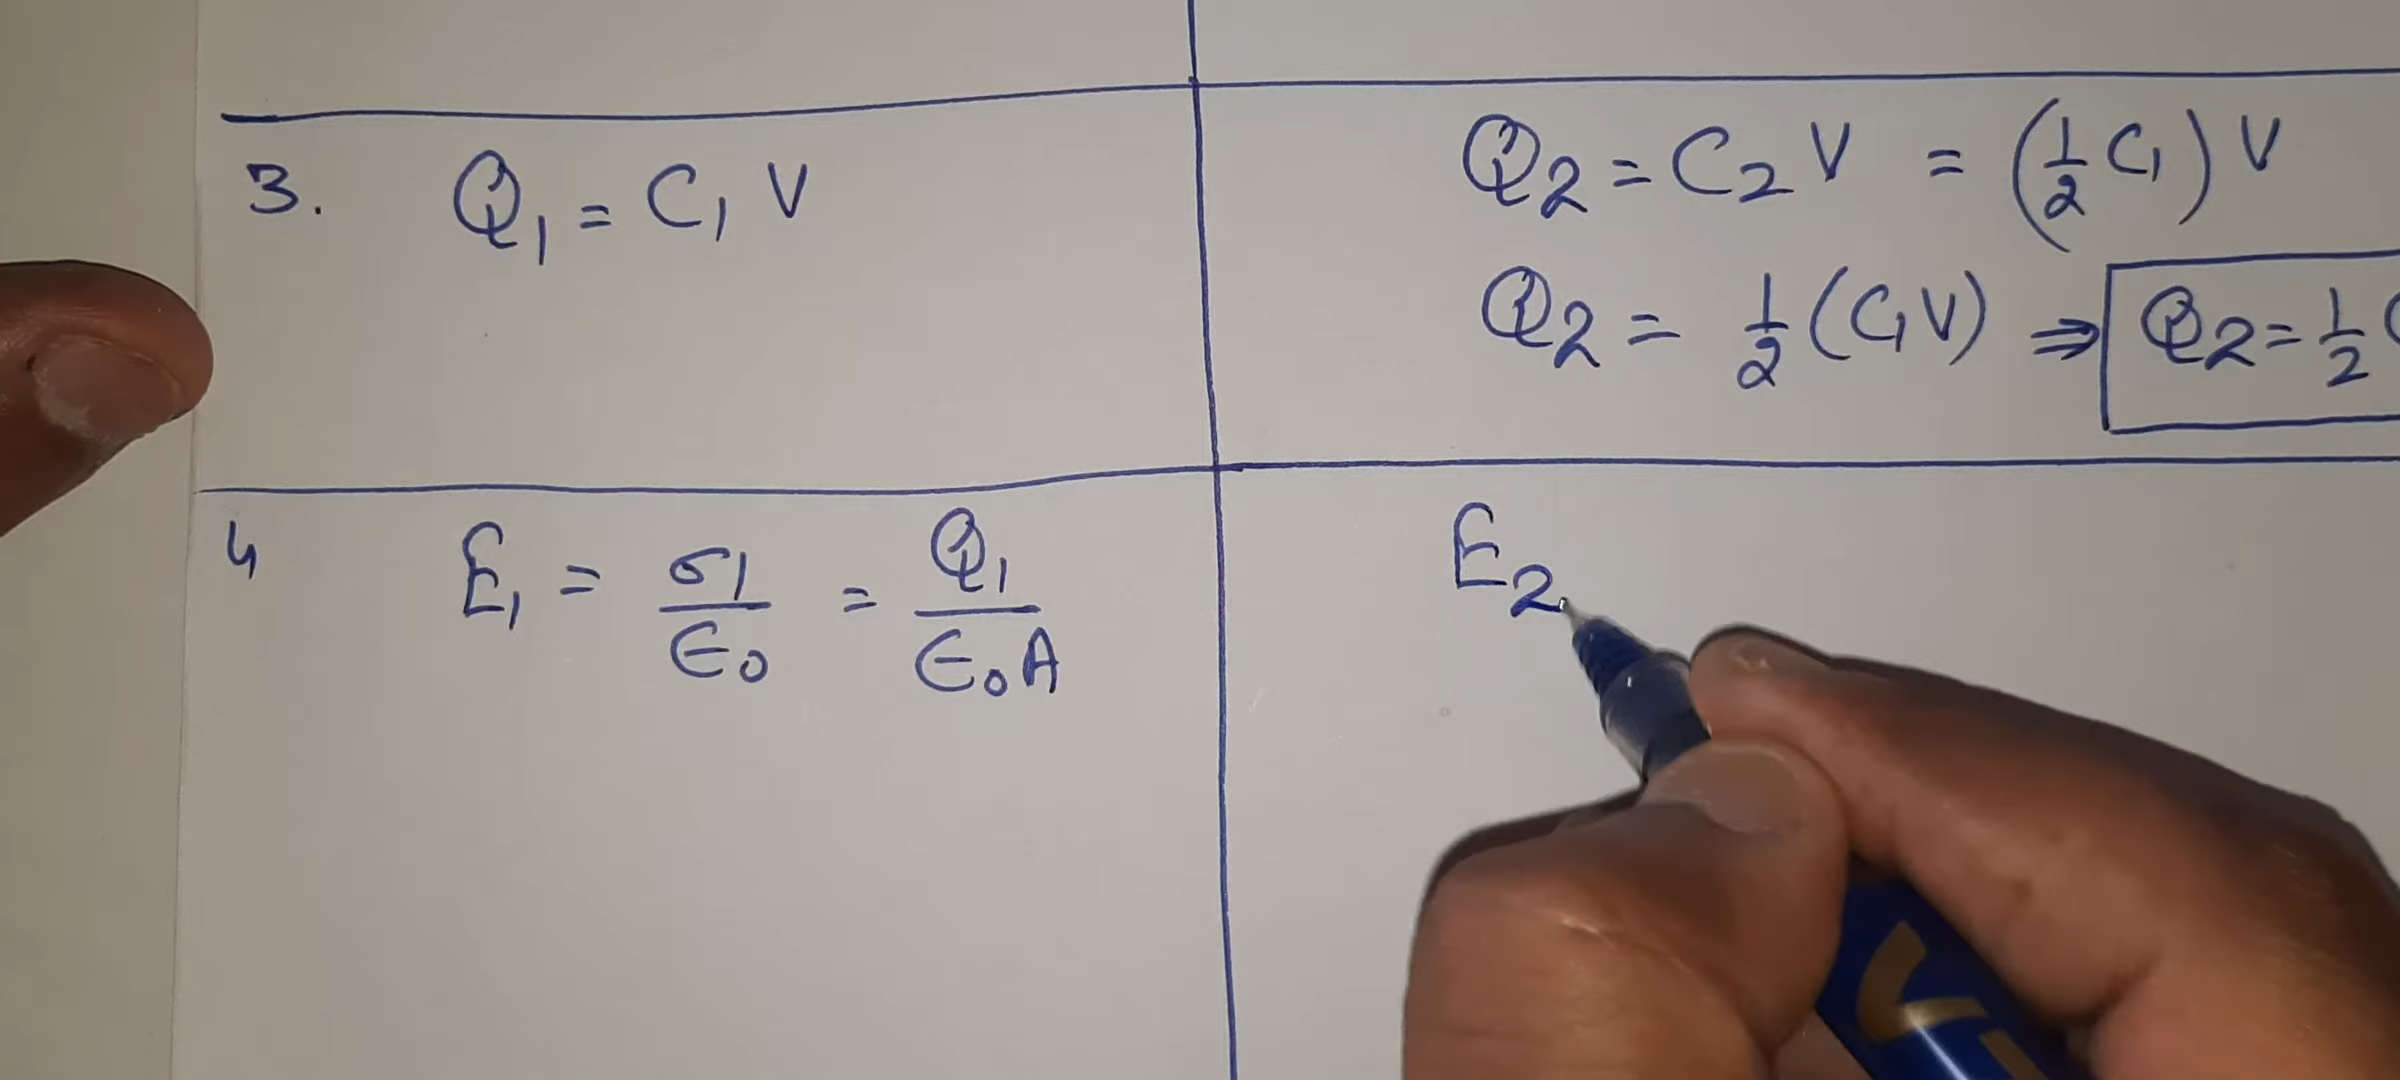 3. Q₁ = C₁ V
Q₂ = C₂ V = (1/2 C₁) V
Q₂ = 1/2 (C₁V) ⇒ Q₂ = 1/2
4 E₁ = σ₁/ε₀ = Q₁/ε₀A
E₂